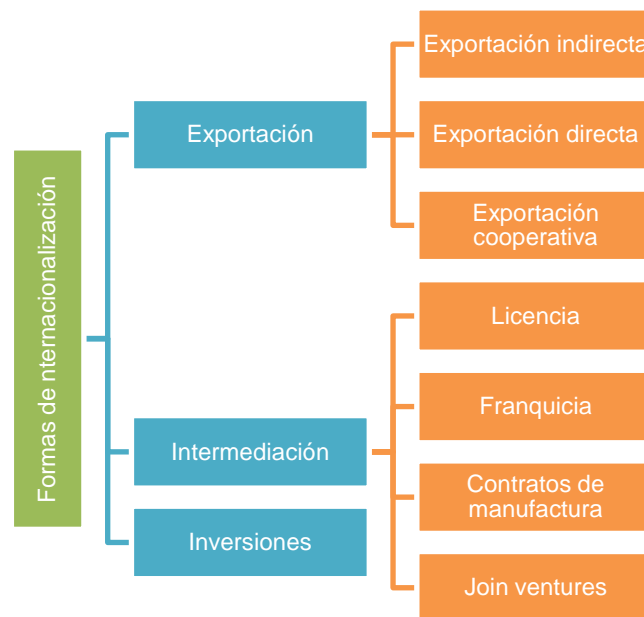 Formas de nternacionalización
Exportación
Exportación indirecta
Exportación directa
Exportación
cooperativa
Intermediación
Licencia
Franquicia
Contratos de
manufactura
Join ventures
Inversiones